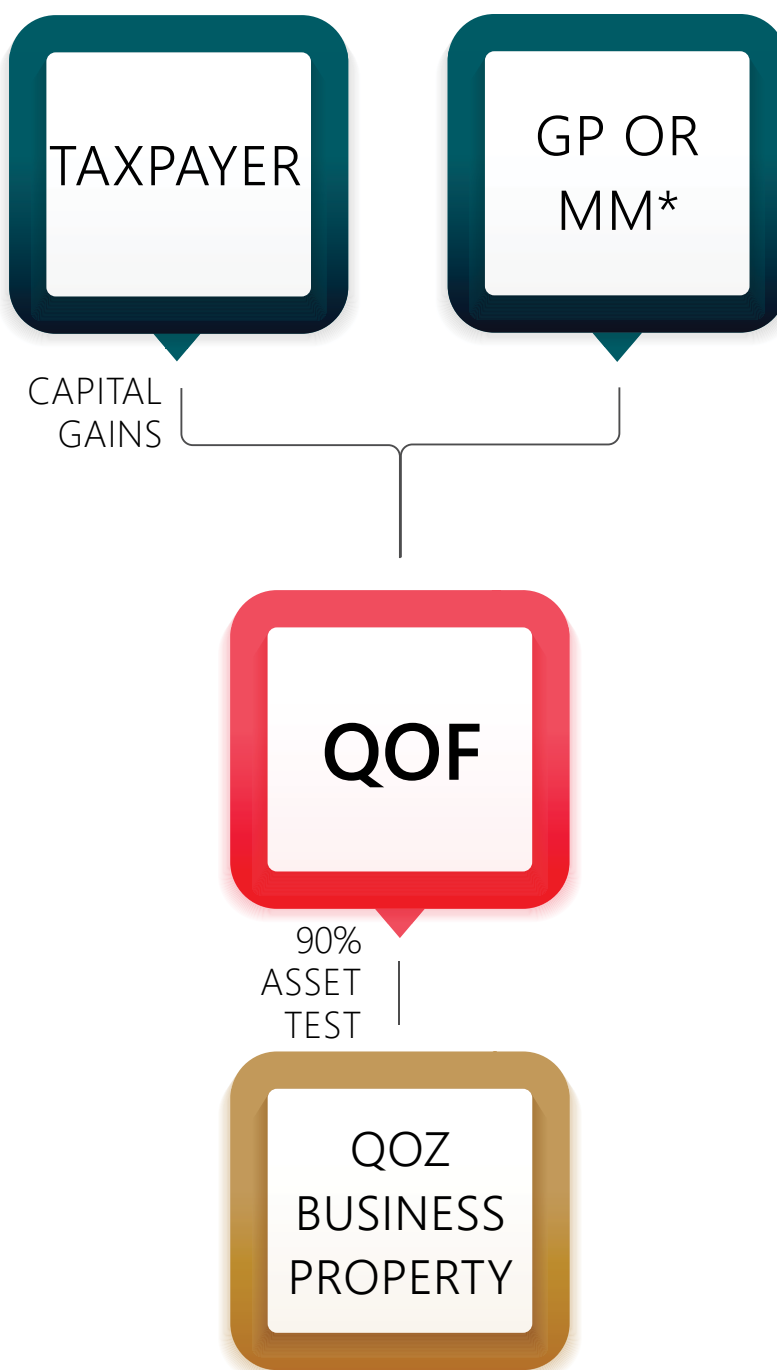 TAXPAYER
GP OR
MM*
CAPITAL
GAINS
QOF
90%
ASSET
TEST
QOZ
BUSINESS
PROPERTY